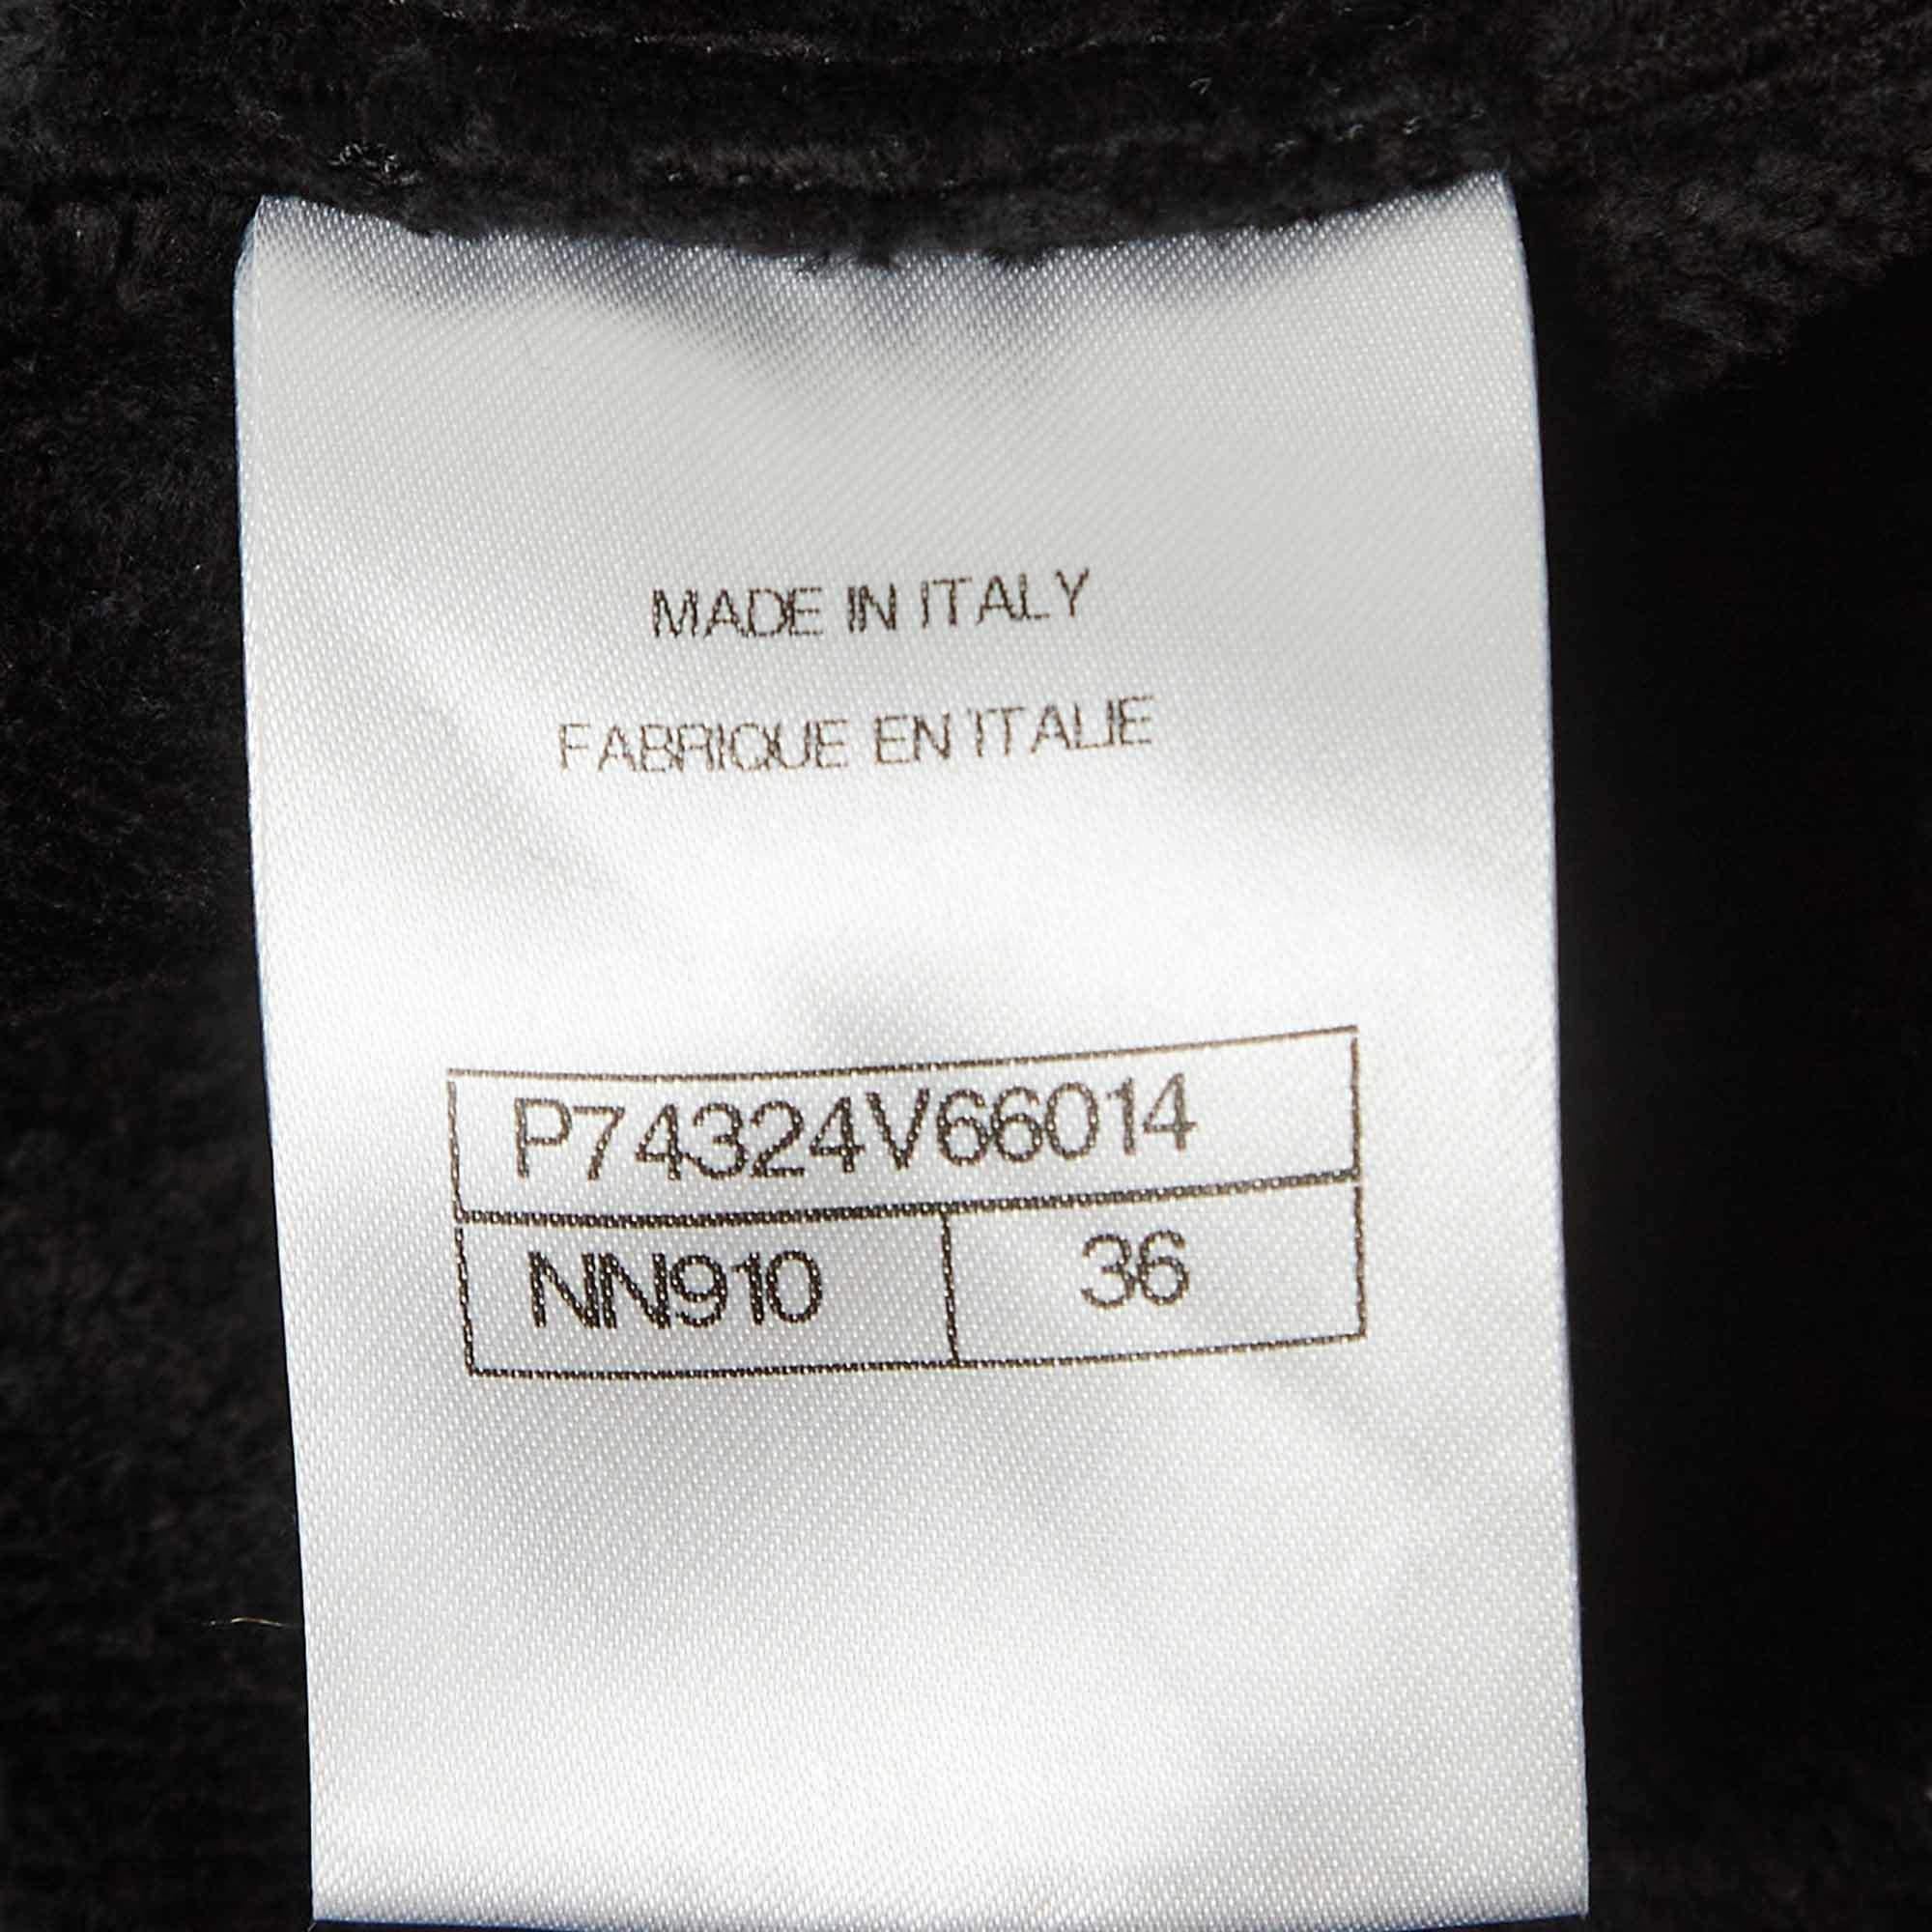 MADE IN ITALY
FABRIQUE EN ITALIE
P74324V66014
NN910 36